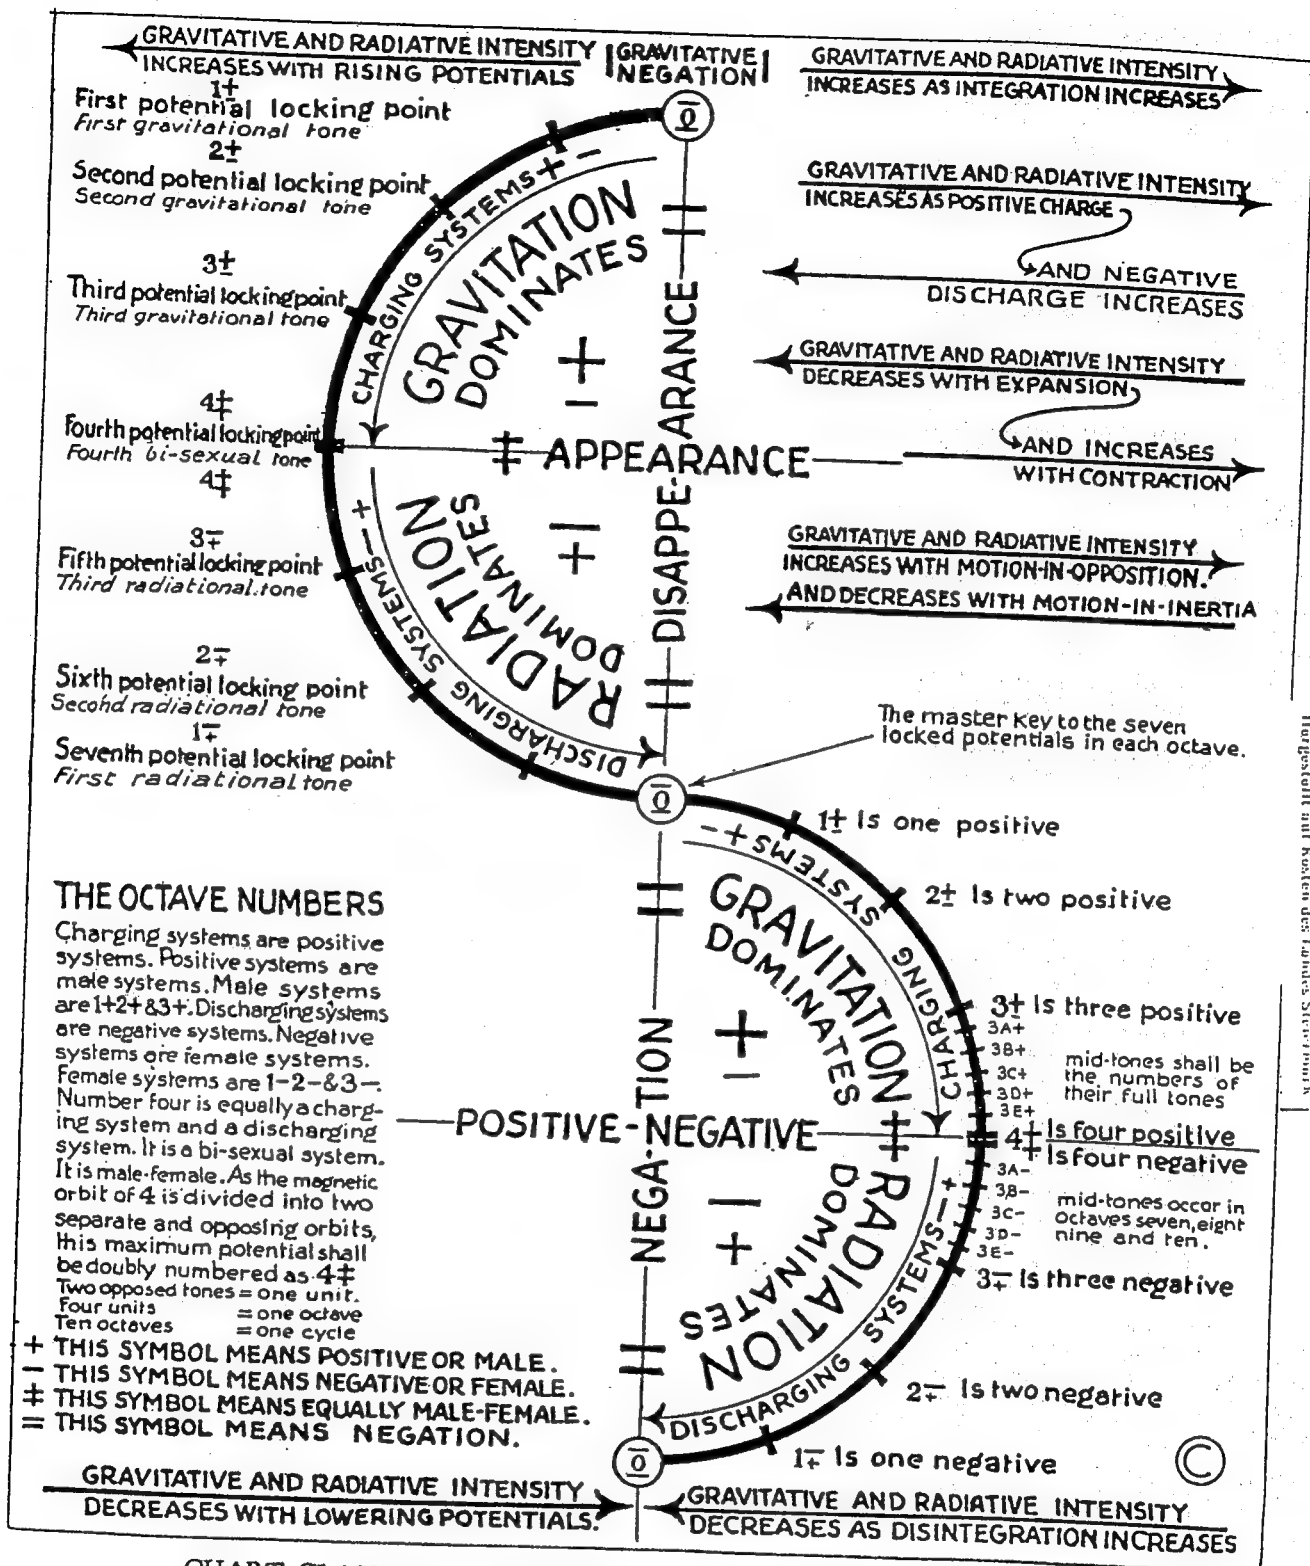 GRAVITATIVE AND RADIATIVE INTENSITY
INCREASES WITH RISING POTENTIALS
GRAVITATIVE
NEGATION
GRAVITATIVE AND RADIATIVE INTENSITY
INCREASES AS INTEGRATION INCREASES
1±
First potential locking point
First gravitational tone
2±
Second potential locking point
Second gravitational tone
3±
Third potential locking point
Third gravitational tone
4‡
Fourth potential locking point
Fourth bi-sexual tone
4‡
3∓
Fifth potential locking point
Third radiational tone
2∓
Sixth potential locking point
Second radiational tone
1∓
Seventh potential locking point
First radiational tone
0
CHARGING SYSTEMS + -
GRAVITATION
DOMINATES
+
-
‡ APPEARANCE
DISAPPE-ARANCE
-
+
RADIATION
DOMINATES
DISCHARGING SYSTEMS - +
0
GRAVITATIVE AND RADIATIVE INTENSITY
INCREASES AS POSITIVE CHARGE
AND NEGATIVE
DISCHARGE INCREASES
GRAVITATIVE AND RADIATIVE INTENSITY
DECREASES WITH EXPANSION
AND INCREASES
WITH CONTRACTION
GRAVITATIVE AND RADIATIVE INTENSITY
INCREASES WITH MOTION-IN-OPPOSITION.
AND DECREASES WITH MOTION-IN-INERTIA
The master key to the seven
locked potentials in each octave.
1± Is one positive
2± Is two positive
3± Is three positive
3A+
3B+
3C+
3D+
3E+
mid-tones shall be
the numbers of
their full tones
4‡ Is four positive
Is four negative
3A-
3B-
3C-
3D-
3E-
mid-tones occur in
octaves seven, eight
nine and ten.
3∓ Is three negative
2∓ Is two negative
1∓ Is one negative
CHARGING SYSTEMS + -
GRAVITATION
DOMINATES
+
-
POSITIVE-NEGATIVE ‡
NEGA-TION
-
+
RADIATION
DOMINATES
DISCHARGING SYSTEMS - +
0
©
THE OCTAVE NUMBERS
Charging systems are positive
systems. Positive systems are
male systems. Male systems
are 1+2+&3+. Discharging systems
are negative systems. Negative
systems are female systems.
Female systems are 1-2-&3-.
Number four is equally a charg-
ing system and a discharging
system. It is a bi-sexual system.
It is male-female. As the magnetic
orbit of 4 is divided into two
separate and opposing orbits,
this maximum potential shall
be doubly numbered as 4‡
Two opposed tones = one unit.
Four units = one octave
Ten octaves = one cycle
+ THIS SYMBOL MEANS POSITIVE OR MALE.
- THIS SYMBOL MEANS NEGATIVE OR FEMALE.
‡ THIS SYMBOL MEANS EQUALLY MALE-FEMALE.
= THIS SYMBOL MEANS NEGATION.
GRAVITATIVE AND RADIATIVE INTENSITY
DECREASES WITH LOWERING POTENTIALS.
GRAVITATIVE AND RADIATIVE INTENSITY
DECREASES AS DISINTEGRATION INCREASES